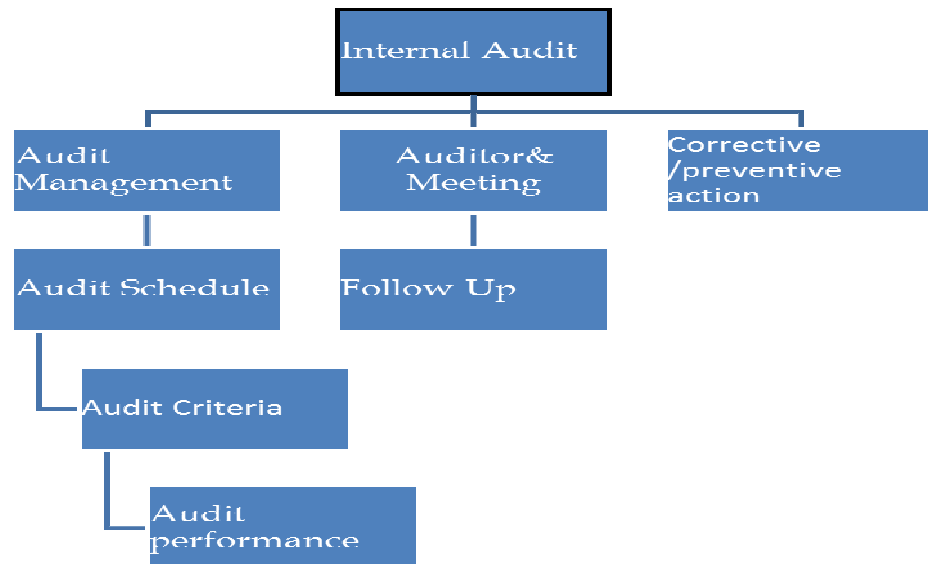 Internal Audit
Audit
Management
Auditor&
Meeting
Corrective
/preventive
action
Audit Schedule
Follow Up
Audit Criteria
Audit
performance